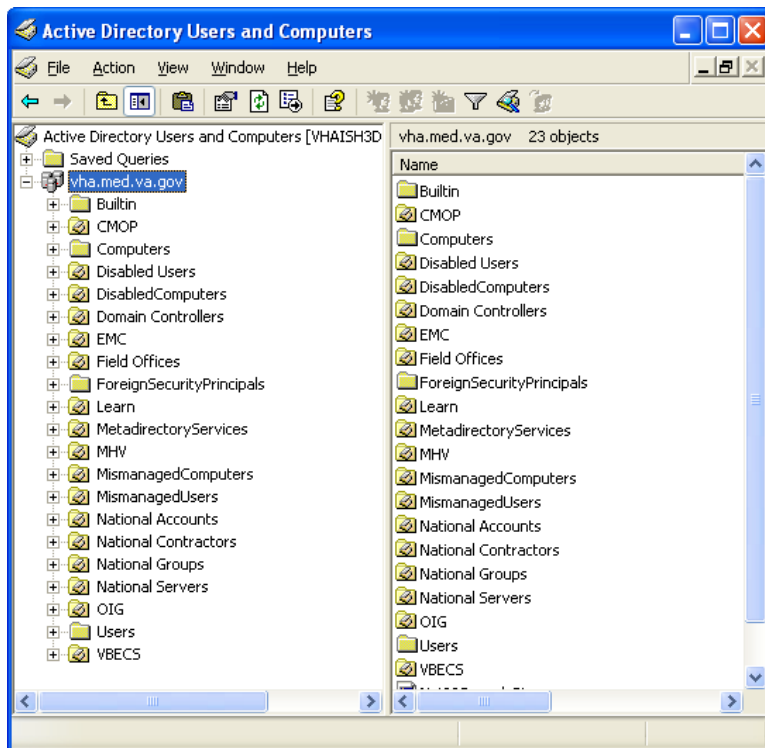 Active Directory Users and Computers
File Action View Window Help
Active Directory Users and Computers [VHAISH3D
Saved Queries
vha.med.va.gov
Builtin
CMOP
Computers
Disabled Users
DisabledComputers
Domain Controllers
EMC
Field Offices
ForeignSecurityPrincipals
Learn
MetadirectoryServices
MHV
MismanagedComputers
MismanagedUsers
National Accounts
National Contractors
National Groups
National Servers
OIG
Users
VBECS
vha.med.va.gov 23 objects
Name
Builtin
CMOP
Computers
Disabled Users
DisabledComputers
Domain Controllers
EMC
Field Offices
ForeignSecurityPrincipals
Learn
MetadirectoryServices
MHV
MismanagedComputers
MismanagedUsers
National Accounts
National Contractors
National Groups
National Servers
OIG
Users
VBECS